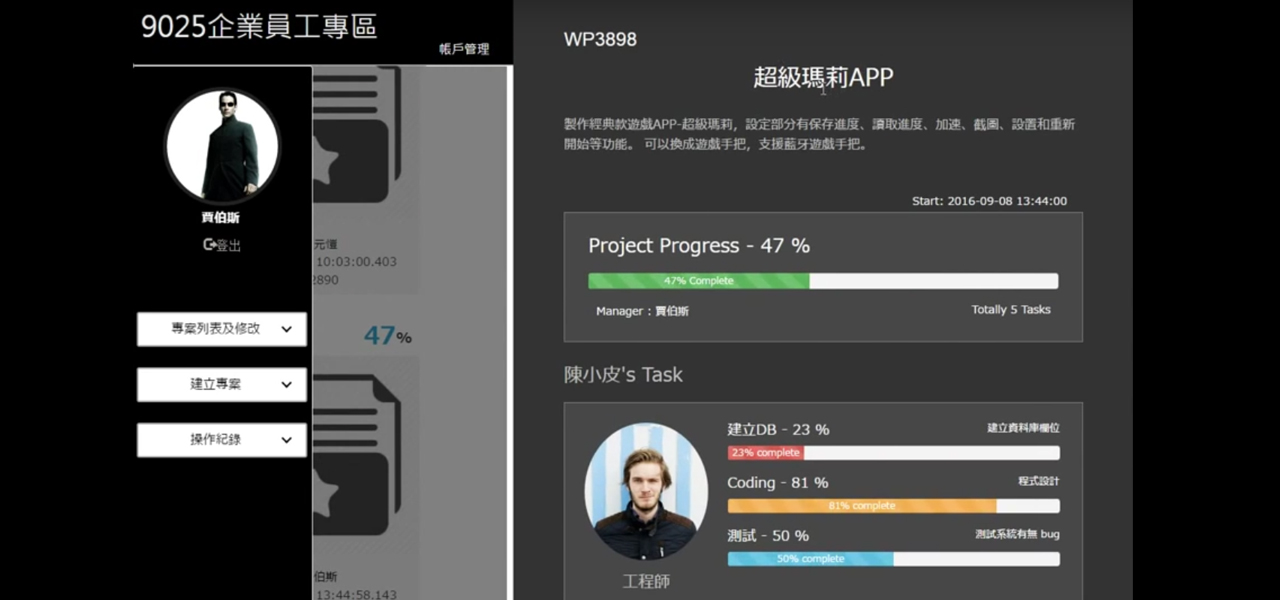 9025企業員工專區
帳戶管理
賈伯斯
登出
專案列表及修改
建立專案
操作紀錄
10:03:00.403
2890
47%
伯斯
13:44:58.143
WP3898
超級瑪莉APP
製作經典款遊戲APP-超級瑪莉，設定部分有保存進度、讀取進度、加速、截圖、設置和重新
開始等功能。 可以換成遊戲手把，支援藍牙遊戲手把。
Start: 2016-09-08 13:44:00
Project Progress - 47 %
47% Complete
Manager : 賈伯斯
Totally 5 Tasks
陳小皮's Task
建立DB - 23 %
建立資料庫欄位
23% complete
Coding - 81 %
程式設計
81% complete
測試 - 50 %
測試系統有無 bug
50% complete
工程師